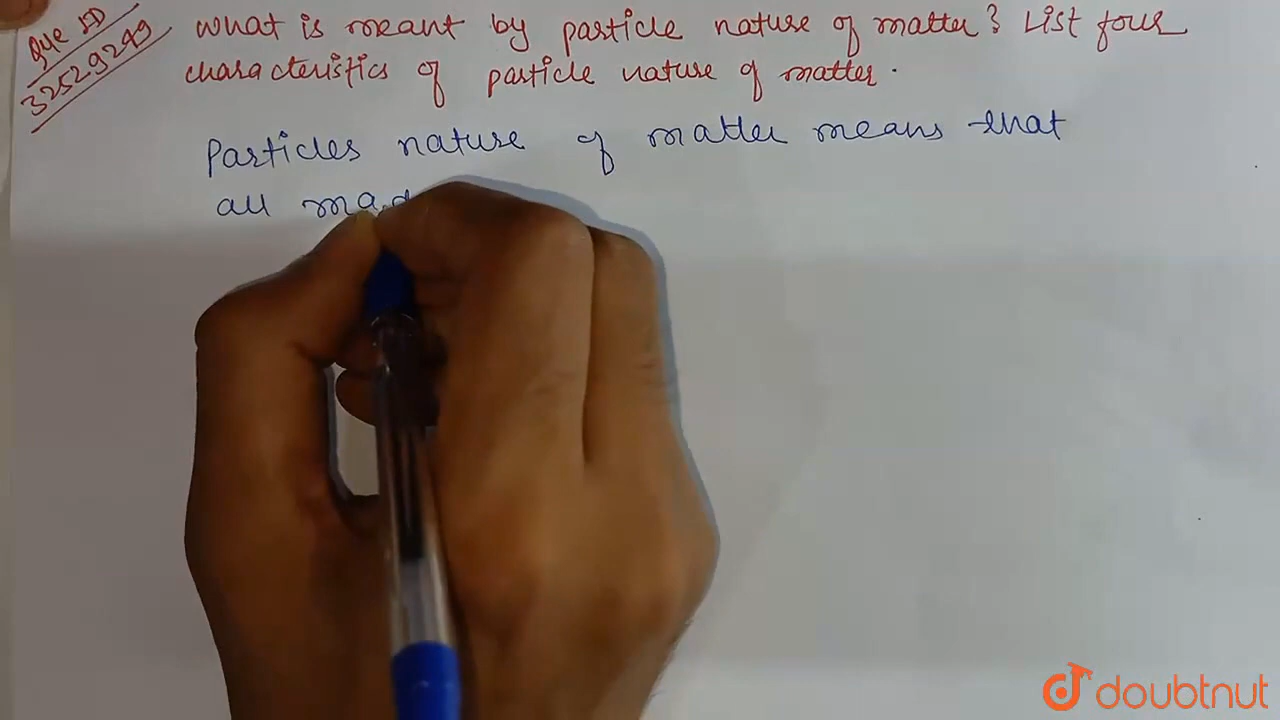 Que ID
32529299
What is meant by particle nature of matter? List four
characteristics of particle nature of matter.
Particles nature of matter means that
all
doubtnut